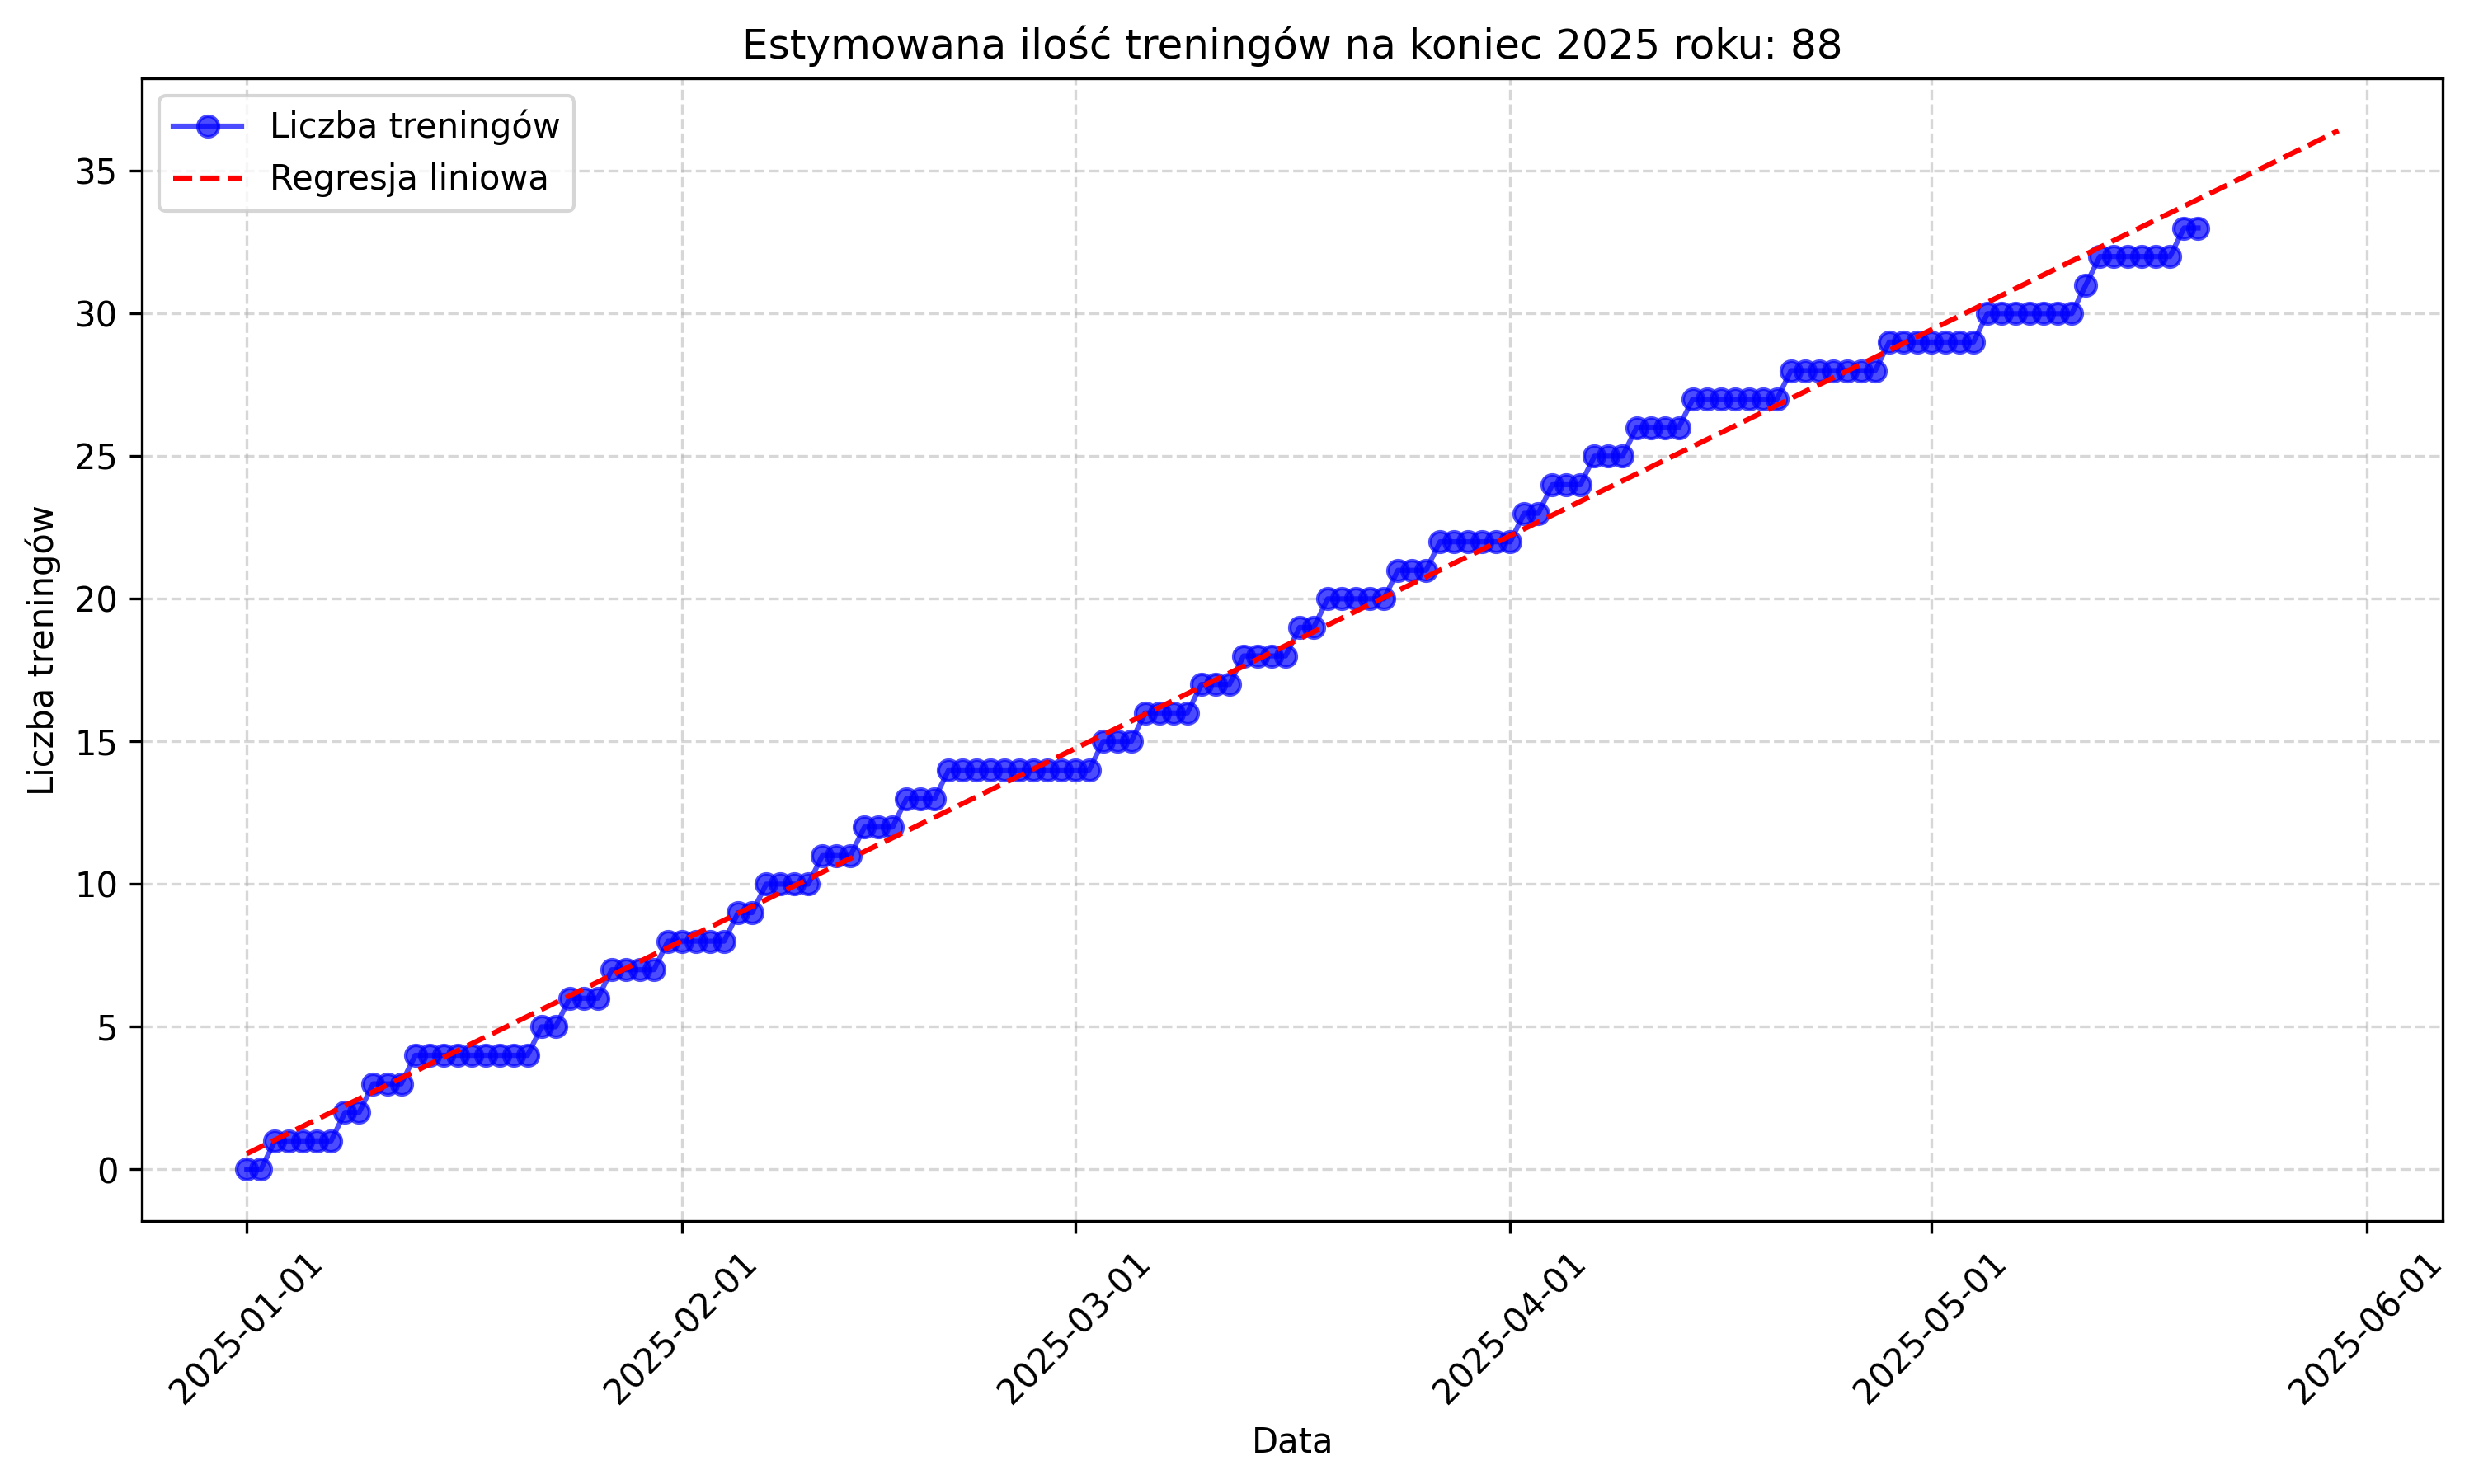 Estymowana ilość treningów na koniec 2025 roku: 88
Liczba treningów
Regresja liniowa
35
30
25
20
15
10
5
0
Liczba treningów
2025-01-01
2025-02-01
2025-03-01
2025-04-01
2025-05-01
2025-06-01
Data